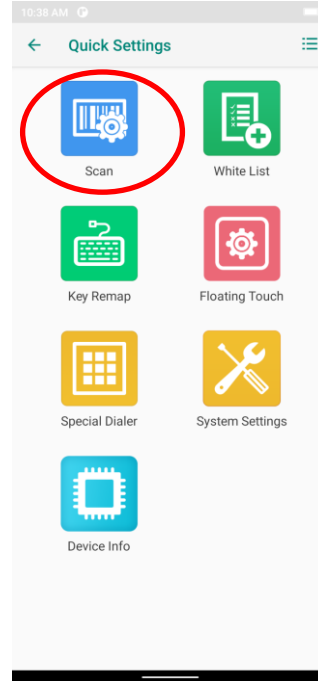 10:38 AM
Quick Settings
Scan
White List
Key Remap
Floating Touch
Special Dialer
System Settings
Device Info